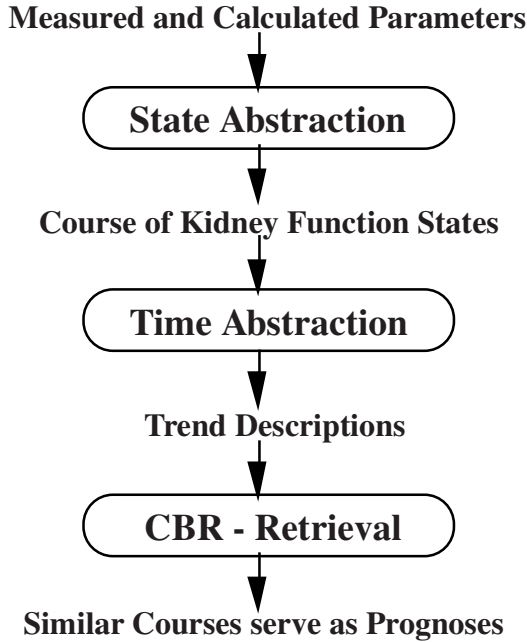 Measured and Calculated Parameters
State Abstraction
Course of Kidney Function States
Time Abstraction
Trend Descriptions
CBR - Retrieval
Similar Courses serve as Prognoses